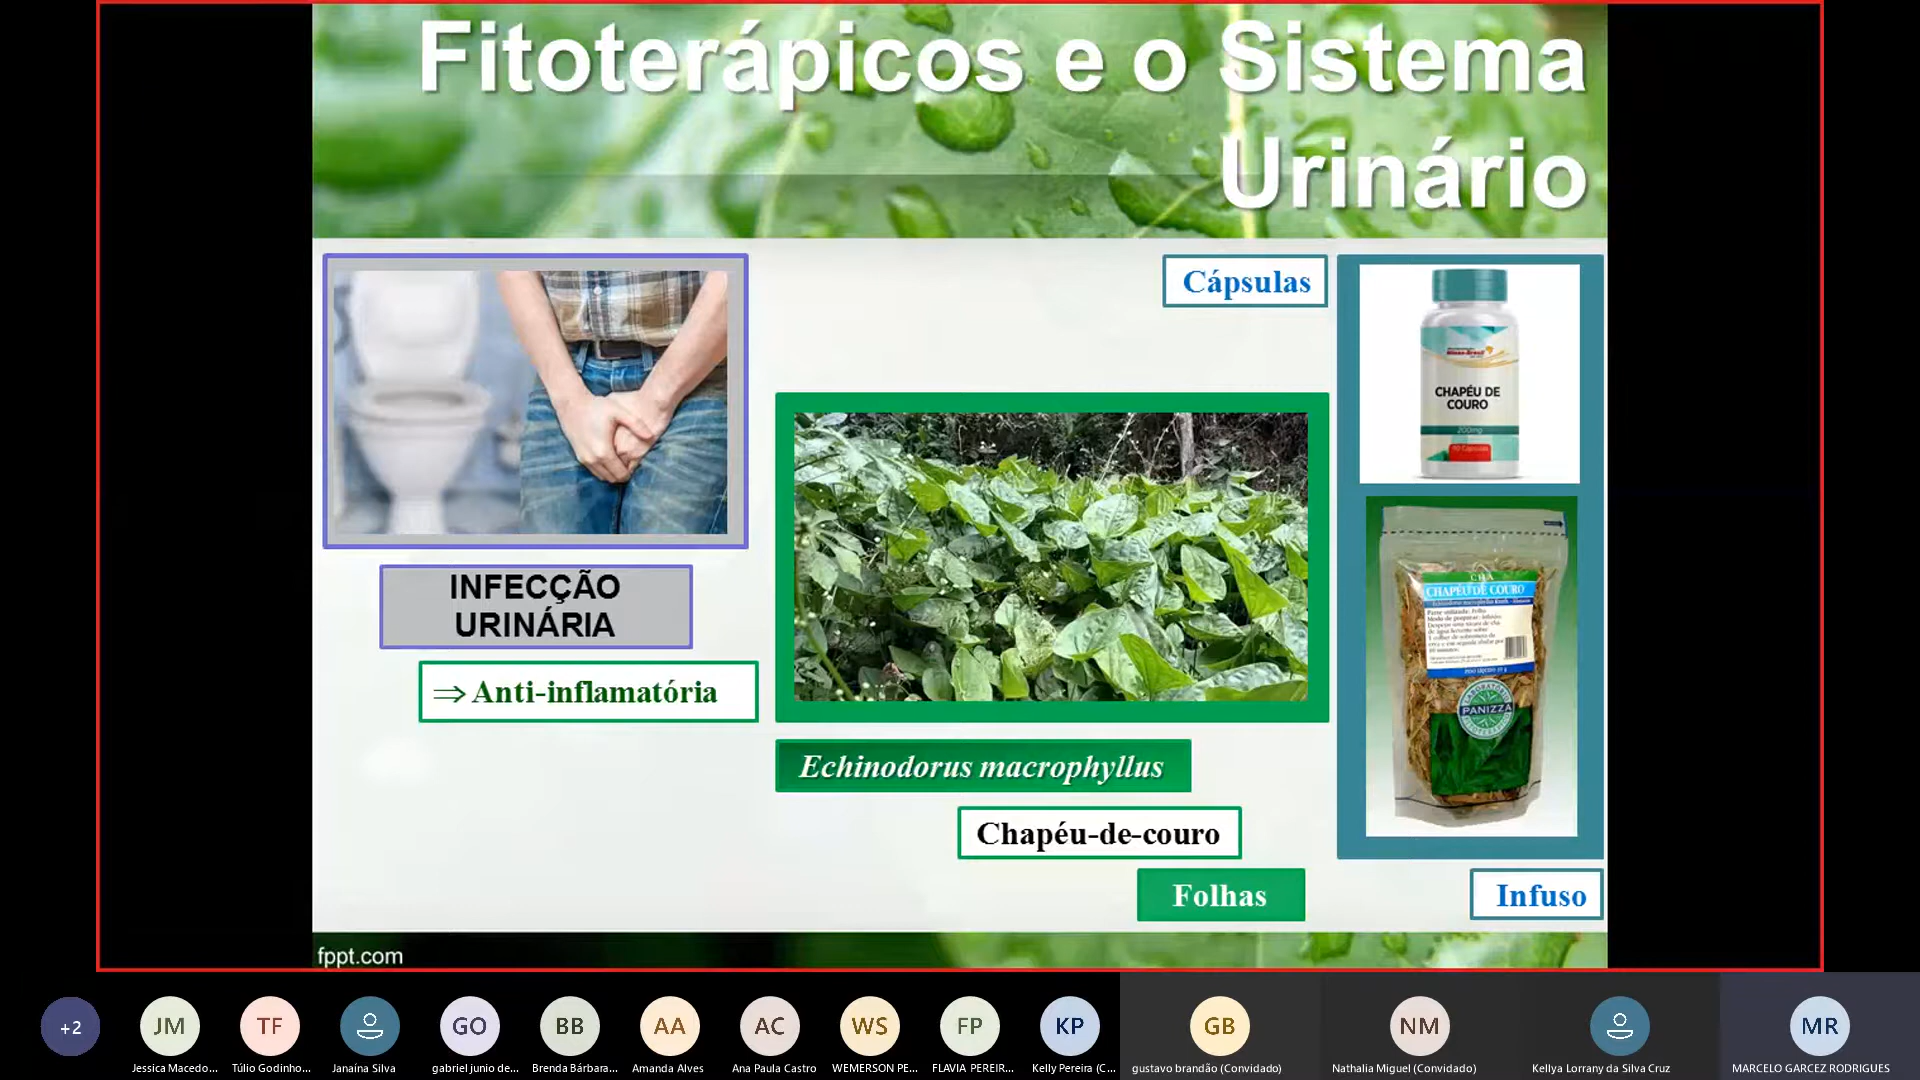 Fitoterápicos e o Sistema
Urinário
Cápsulas
CHAPÉU DE
COURO
200mg
INFECÇÃO
URINÁRIA
⇒ Anti-inflamatória
CHÁ
CHAPÉU DE COURO
PANIZZA
Echinodorus macrophyllus
Chapéu-de-couro
Folhas
Infuso
fppt.com
+2
JM
TF
GO
BB
AA
AC
WS
FP
KP
GB
NM
MR
Jessica Macedo...
Túlio Godinho...
Janaína Silva
gabriel junio de...
Brenda Bárbara...
Amanda Alves
Ana Paula Castro
WEMERSON PE...
FLAVIA PEREIR...
Kelly Pereira (C...
gustavo brandão (Convidado)
Nathalia Miguel (Convidado)
Kellya Lorrany da Silva Cruz
MARCELO GARCEZ RODRIGUES